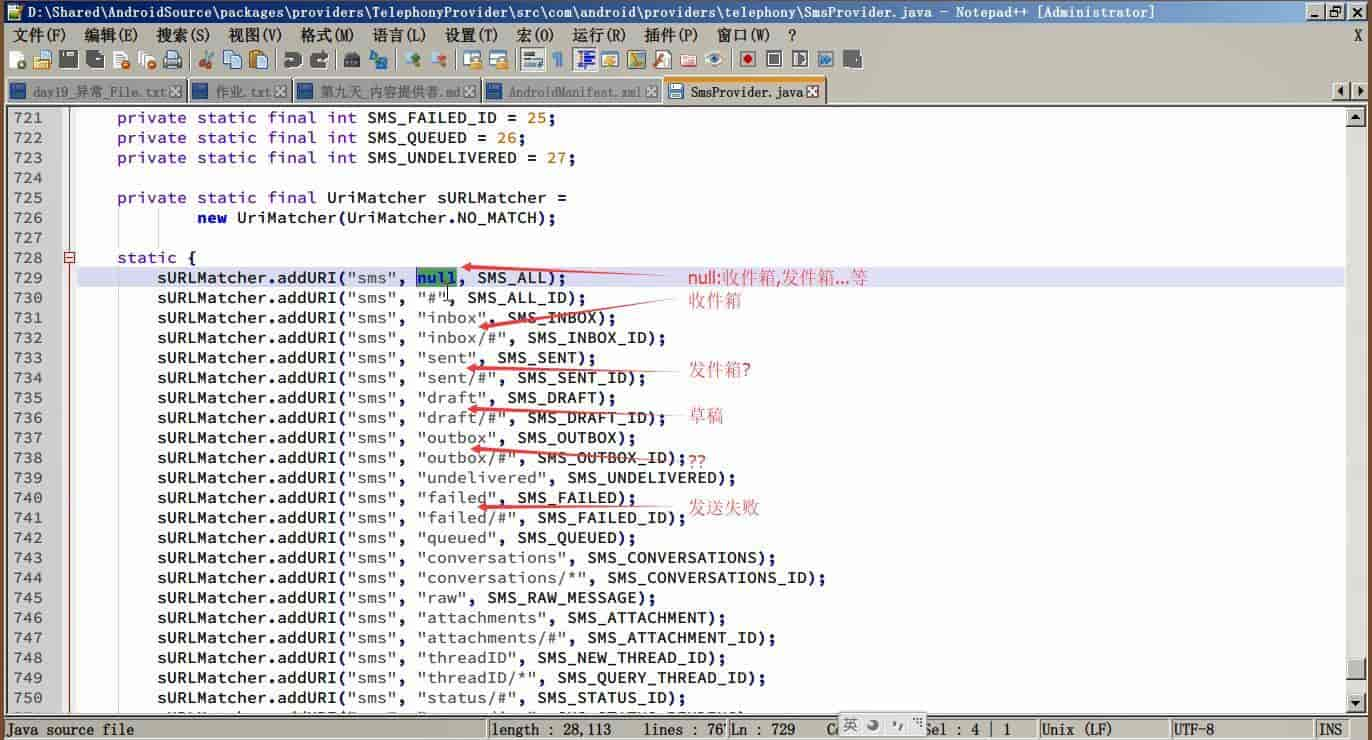 D:\Shared\AndroidSource\packages\providers\TelephonyProvider\src\com\android\providers\telephony\SmsProvider.java - Notepad++ [Administrator]
文件(F) 编辑(E) 搜索(S) 视图(V) 格式(M) 语言(L) 设置(T) 宏(O) 运行(R) 插件(P) 窗口(W) ? X
day19_异常_File.txt 作业.txt 第九天_内容提供者.md AndroidManifest.xml SmsProvider.java
721 private static final int SMS_FAILED_ID = 25;
722 private static final int SMS_QUEUED = 26;
723 private static final int SMS_UNDELIVERED = 27;
724
725 private static final UriMatcher sURLMatcher =
726 new UriMatcher(UriMatcher.NO_MATCH);
727
728 static {
729 sURLMatcher.addURI("sms", null, SMS_ALL); null:收件箱,发件箱...等
730 sURLMatcher.addURI("sms", "#", SMS_ALL_ID); 收件箱
731 sURLMatcher.addURI("sms", "inbox", SMS_INBOX);
732 sURLMatcher.addURI("sms", "inbox/#", SMS_INBOX_ID);
733 sURLMatcher.addURI("sms", "sent", SMS_SENT);
734 sURLMatcher.addURI("sms", "sent/#", SMS_SENT_ID); 发件箱?
735 sURLMatcher.addURI("sms", "draft", SMS_DRAFT);
736 sURLMatcher.addURI("sms", "draft/#", SMS_DRAFT_ID); 草稿
737 sURLMatcher.addURI("sms", "outbox", SMS_OUTBOX);
738 sURLMatcher.addURI("sms", "outbox/#", SMS_OUTBOX_ID); ??
739 sURLMatcher.addURI("sms", "undelivered", SMS_UNDELIVERED);
740 sURLMatcher.addURI("sms", "failed", SMS_FAILED);
741 sURLMatcher.addURI("sms", "failed/#", SMS_FAILED_ID); 发送失败
742 sURLMatcher.addURI("sms", "queued", SMS_QUEUED);
743 sURLMatcher.addURI("sms", "conversations", SMS_CONVERSATIONS);
744 sURLMatcher.addURI("sms", "conversations/*", SMS_CONVERSATIONS_ID);
745 sURLMatcher.addURI("sms", "raw", SMS_RAW_MESSAGE);
746 sURLMatcher.addURI("sms", "attachments", SMS_ATTACHMENT);
747 sURLMatcher.addURI("sms", "attachments/#", SMS_ATTACHMENT_ID);
748 sURLMatcher.addURI("sms", "threadID", SMS_NEW_THREAD_ID);
749 sURLMatcher.addURI("sms", "threadID/*", SMS_QUERY_THREAD_ID);
750 sURLMatcher.addURI("sms", "status/#", SMS_STATUS_ID);
Java source file length : 28,113 lines : 76 Ln : 729 Co 英 Sel : 4 | 1 Unix (LF) UTF-8 INS